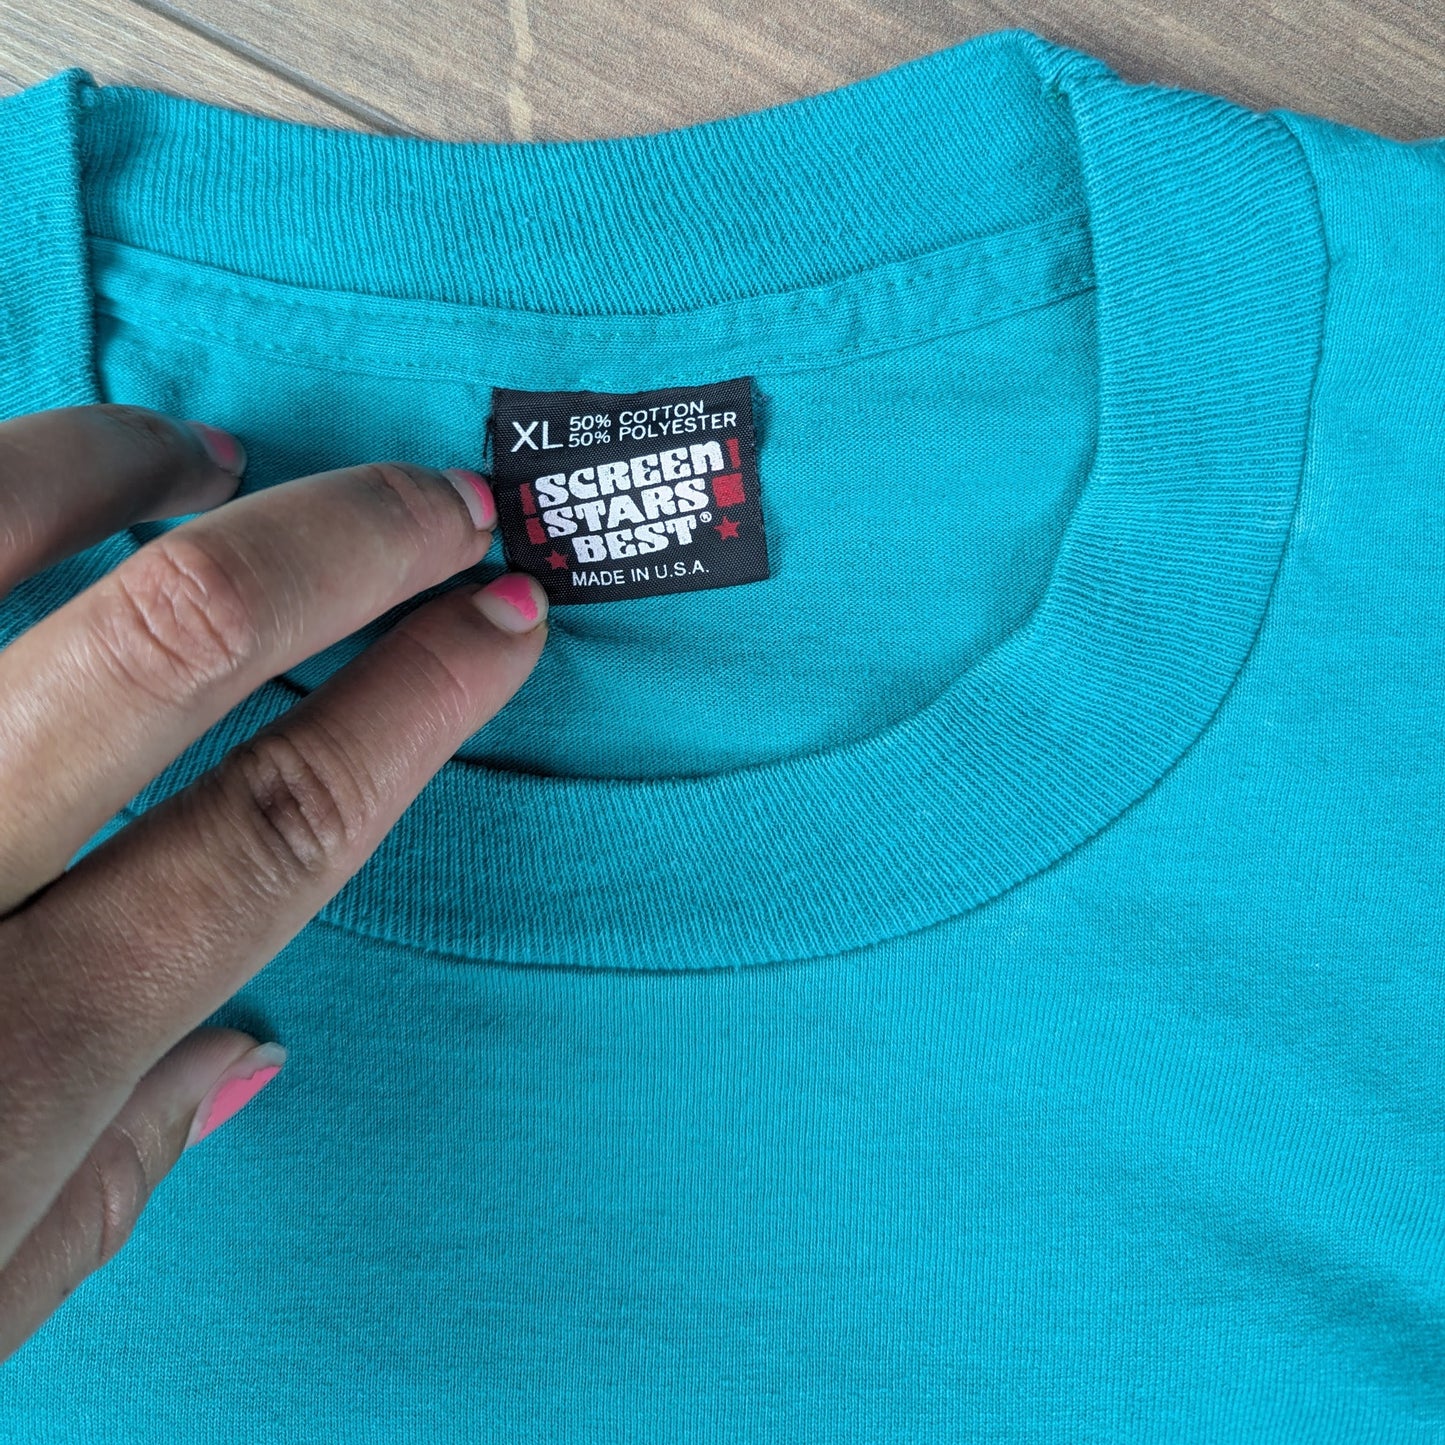 XL 50% COTTON
50% POLYESTER
SCREEN
STARS
BEST®
MADE IN U.S.A.